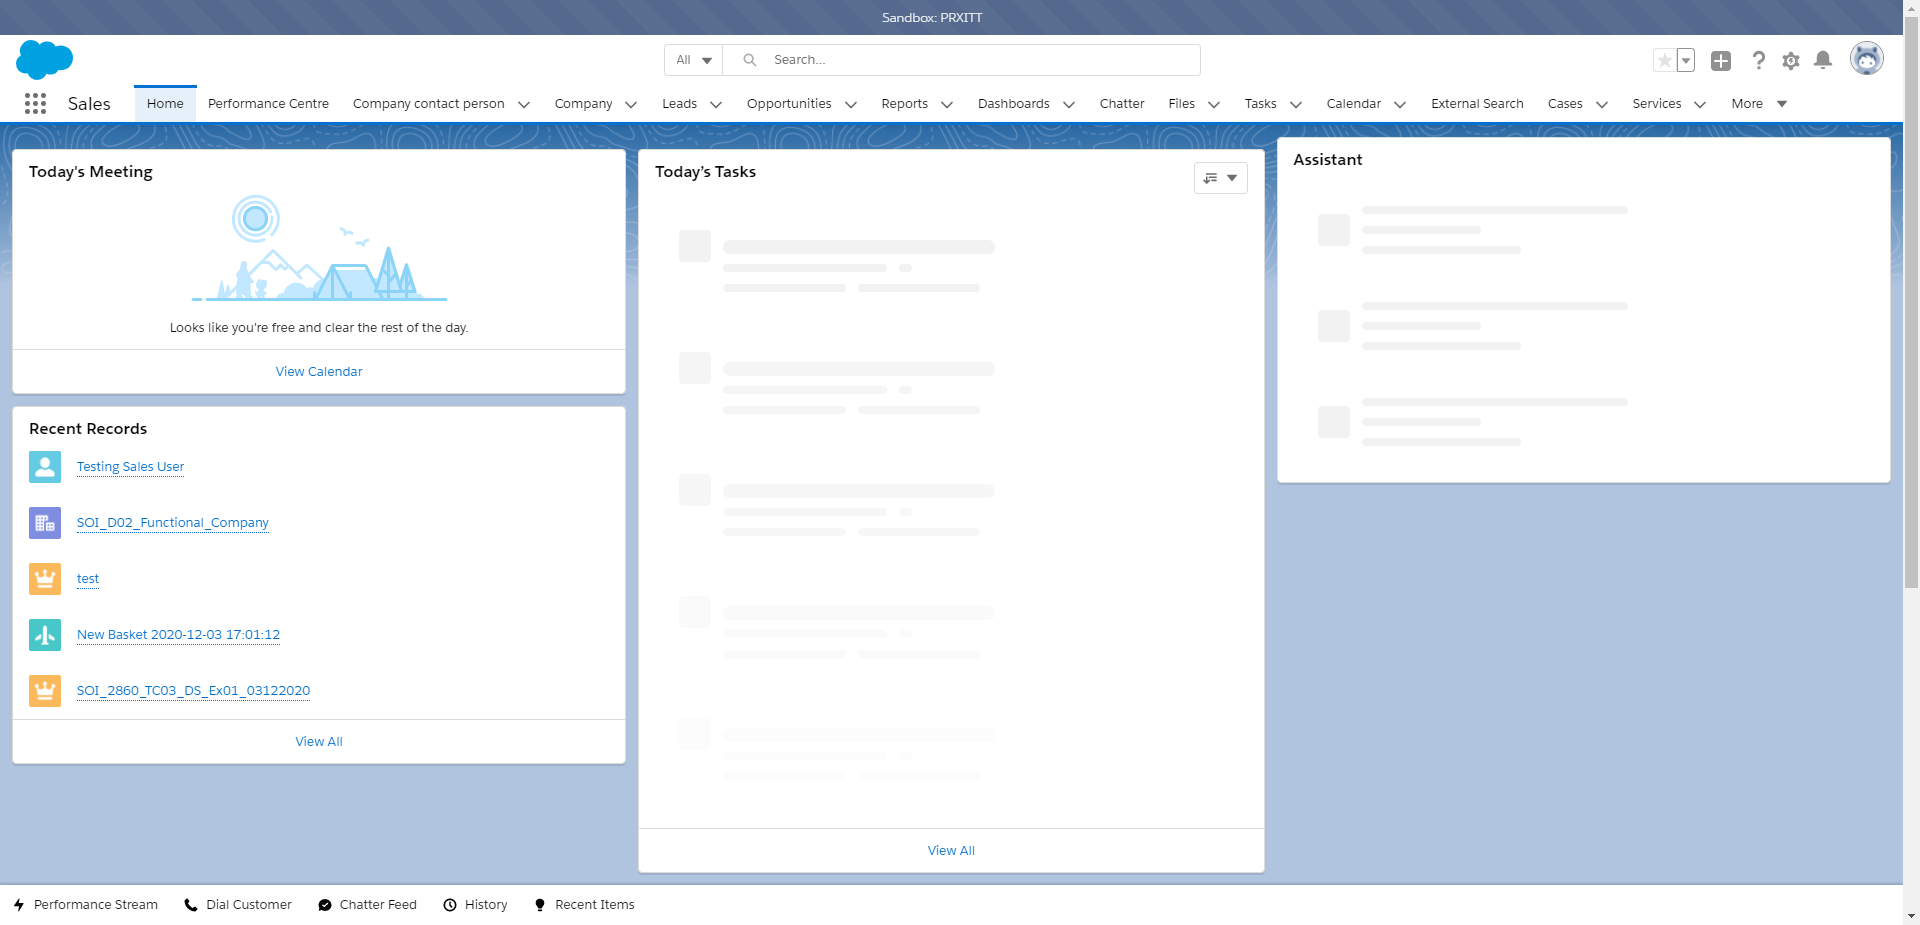 Sandbox: PRXITT
All
Search...
Sales
Home
Performance Centre
Company contact person
Company
Leads
Opportunities
Reports
Dashboards
Chatter
Files
Tasks
Calendar
External Search
Cases
Services
More
Today's Meeting
Looks like you're free and clear the rest of the day.
View Calendar
Recent Records
Testing Sales User
SOI_D02_Functional_Company
test
New Basket 2020-12-03 17:01:12
SOI_2860_TC03_DS_Ex01_03122020
View All
Today's Tasks
View All
Assistant
Performance Stream
Dial Customer
Chatter Feed
History
Recent Items